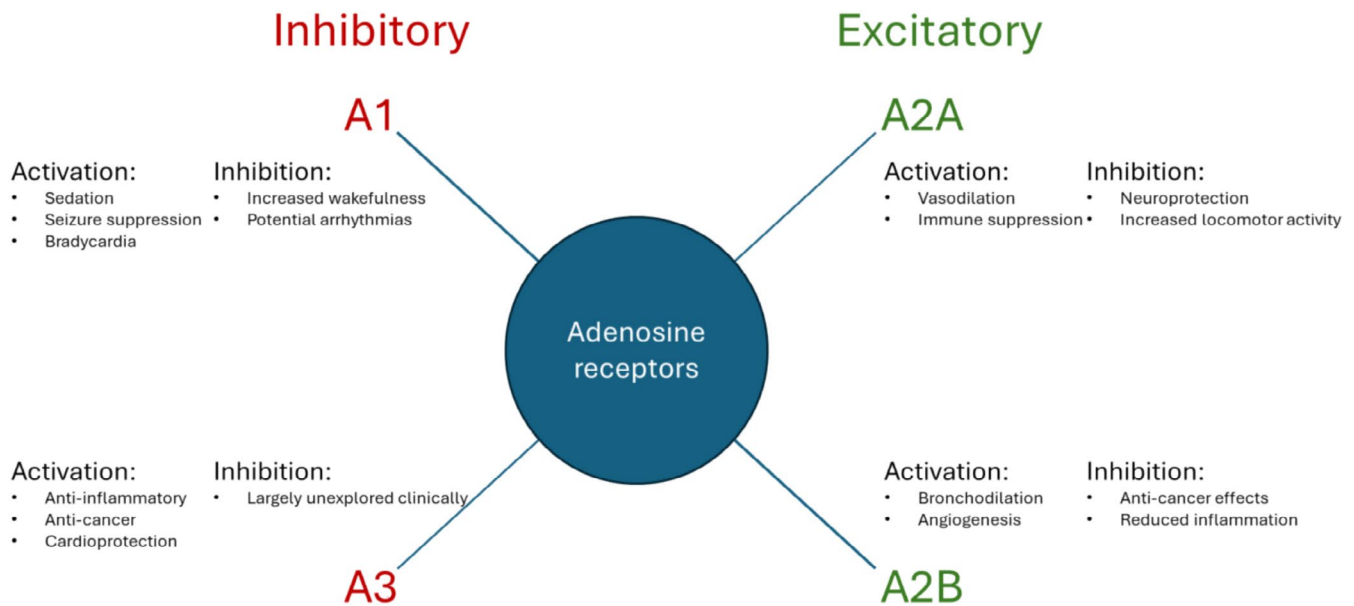 Inhibitory
Excitatory
A1
A2A
Activation:
• Sedation
• Seizure suppression
• Bradycardia
Inhibition:
• Increased wakefulness
• Potential arrhythmias
Activation:
• Vasodilation
• Immune suppression
Inhibition:
• Neuroprotection
• Increased locomotor activity
Adenosine
receptors
Activation:
• Anti-inflammatory
• Anti-cancer
• Cardioprotection
Inhibition:
• Largely unexplored clinically
Activation:
• Bronchodilation
• Angiogenesis
Inhibition:
• Anti-cancer effects
• Reduced inflammation
A3
A2B